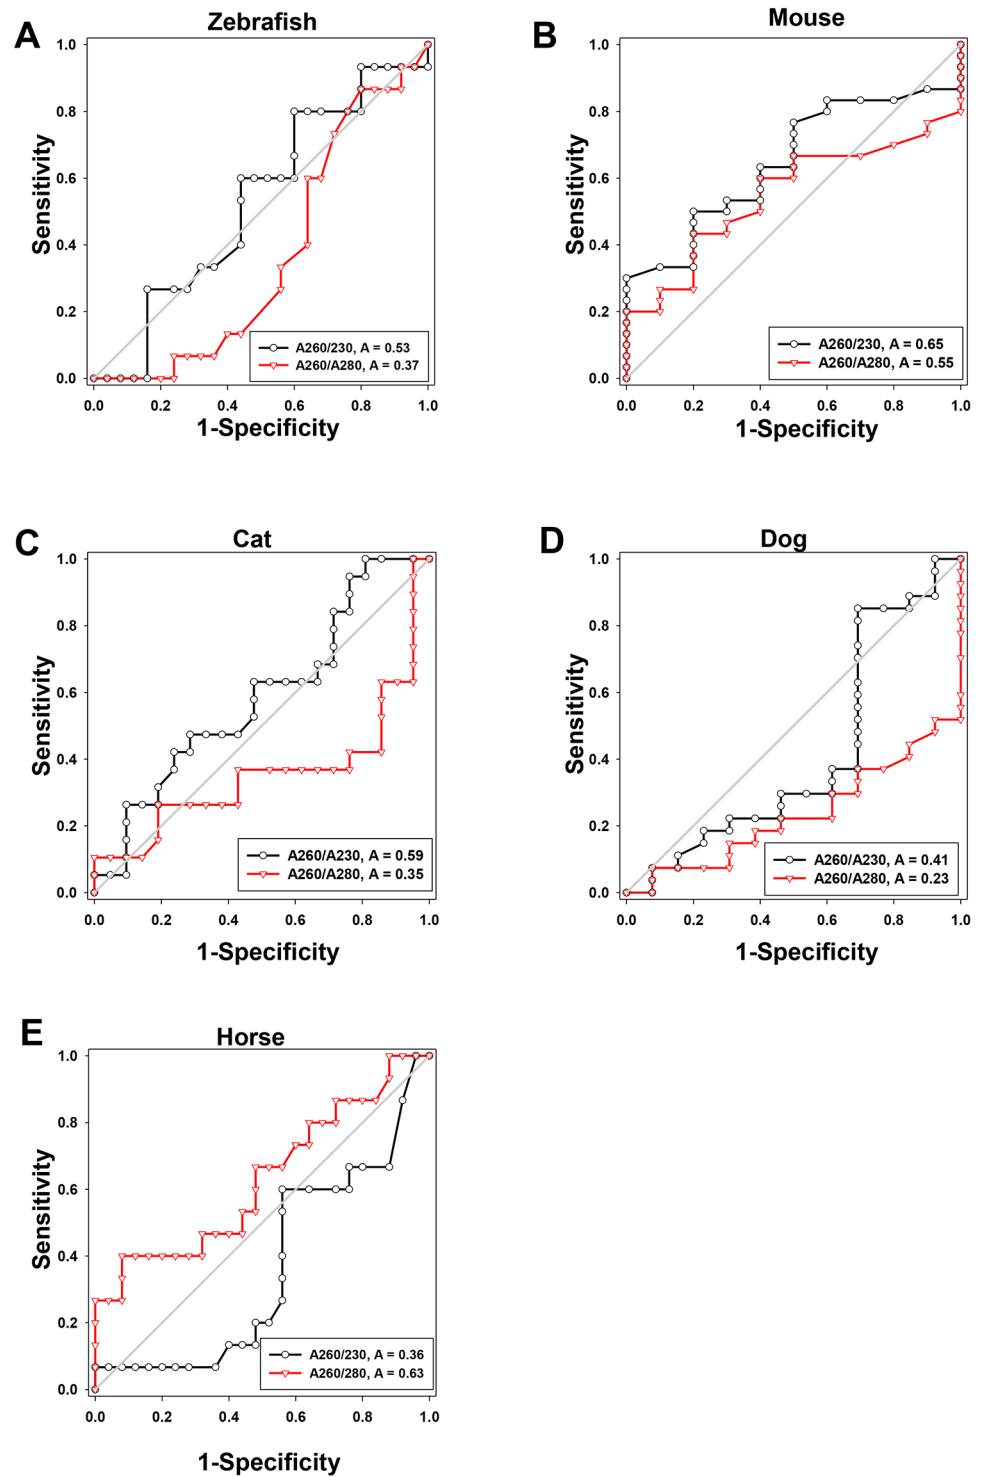 A
Zebrafish
Sensitivity
1.0
0.8
0.6
0.4
0.2
0.0
A260/230, A = 0.53
A260/A280, A = 0.37
0.0 0.2 0.4 0.6 0.8 1.0
1-Specificity
B
Mouse
Sensitivity
1.0
0.8
0.6
0.4
0.2
0.0
A260/230, A = 0.65
A260/A280, A = 0.55
0.0 0.2 0.4 0.6 0.8 1.0
1-Specificity
C
Cat
Sensitivity
1.0
0.8
0.6
0.4
0.2
0.0
A260/A230, A = 0.59
A260/A280, A = 0.35
0.0 0.2 0.4 0.6 0.8 1.0
1-Specificity
D
Dog
Sensitivity
1.0
0.8
0.6
0.4
0.2
0.0
A260/A230, A = 0.41
A260/A280, A = 0.23
0.0 0.2 0.4 0.6 0.8 1.0
1-Specificity
E
Horse
Sensitivity
1.0
0.8
0.6
0.4
0.2
0.0
A260/230, A = 0.36
A260/280, A = 0.63
0.0 0.2 0.4 0.6 0.8 1.0
1-Specificity